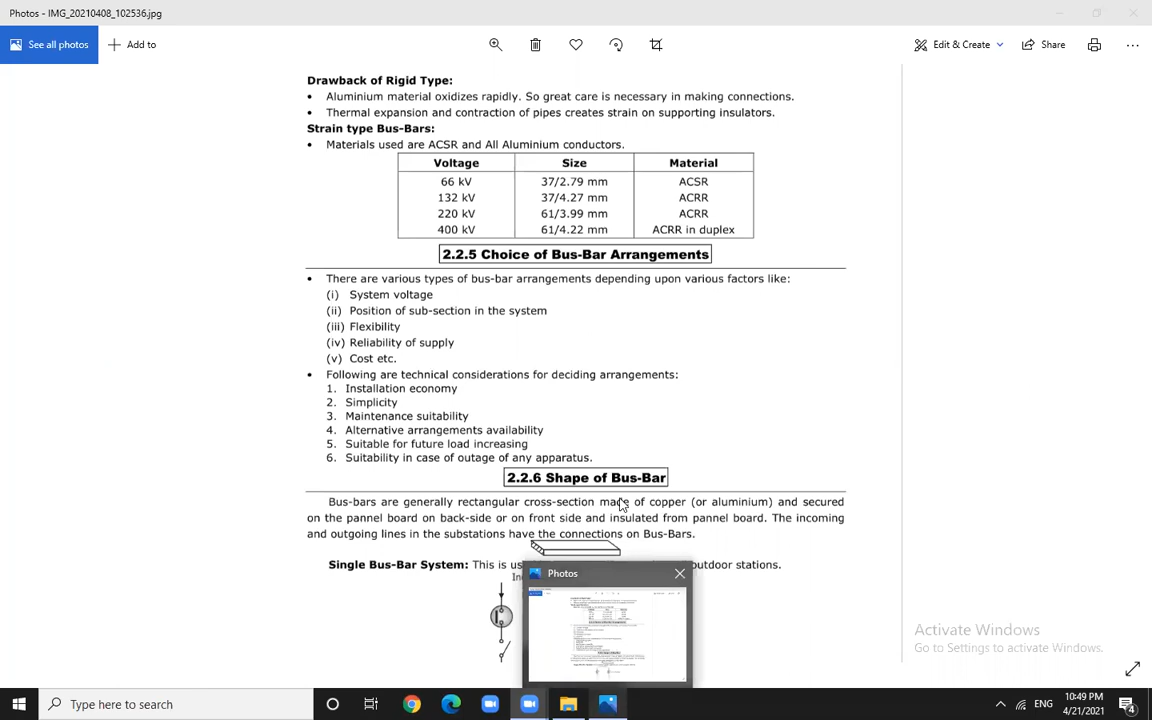 Photos - IMG_20210408_102536.jpg
See all photos
Add to
Edit & Create
Share
Drawback of Rigid Type:
• Aluminium material oxidizes rapidly. So great care is necessary in making connections.
• Thermal expansion and contraction of pipes creates strain on supporting insulators.
Strain type Bus-Bars:
• Materials used are ACSR and All Aluminium conductors.
Voltage Size Material
66 kV 37/2.79 mm ACSR
132 kV 37/4.27 mm ACRR
220 kV 61/3.99 mm ACRR
400 kV 61/4.22 mm ACRR in duplex
2.2.5 Choice of Bus-Bar Arrangements
• There are various types of bus-bar arrangements depending upon various factors like:
(i) System voltage
(ii) Position of sub-section in the system
(iii) Flexibility
(iv) Reliability of supply
(v) Cost etc.
• Following are technical considerations for deciding arrangements:
1. Installation economy
2. Simplicity
3. Maintenance suitability
4. Alternative arrangements availability
5. Suitable for future load increasing
6. Suitability in case of outage of any apparatus.
2.2.6 Shape of Bus-Bar
Bus-bars are generally rectangular cross-section made of copper (or aluminium) and secured
on the pannel board on back-side or on front side and insulated from pannel board. The incoming
and outgoing lines in the substations have the connections on Bus-Bars.
Single Bus-Bar System: This is outdoor stations.
Photos
Activate Windows
Go to Settings to activate Windows.
Type here to search
ENG
10:49 PM
4/21/2021
4